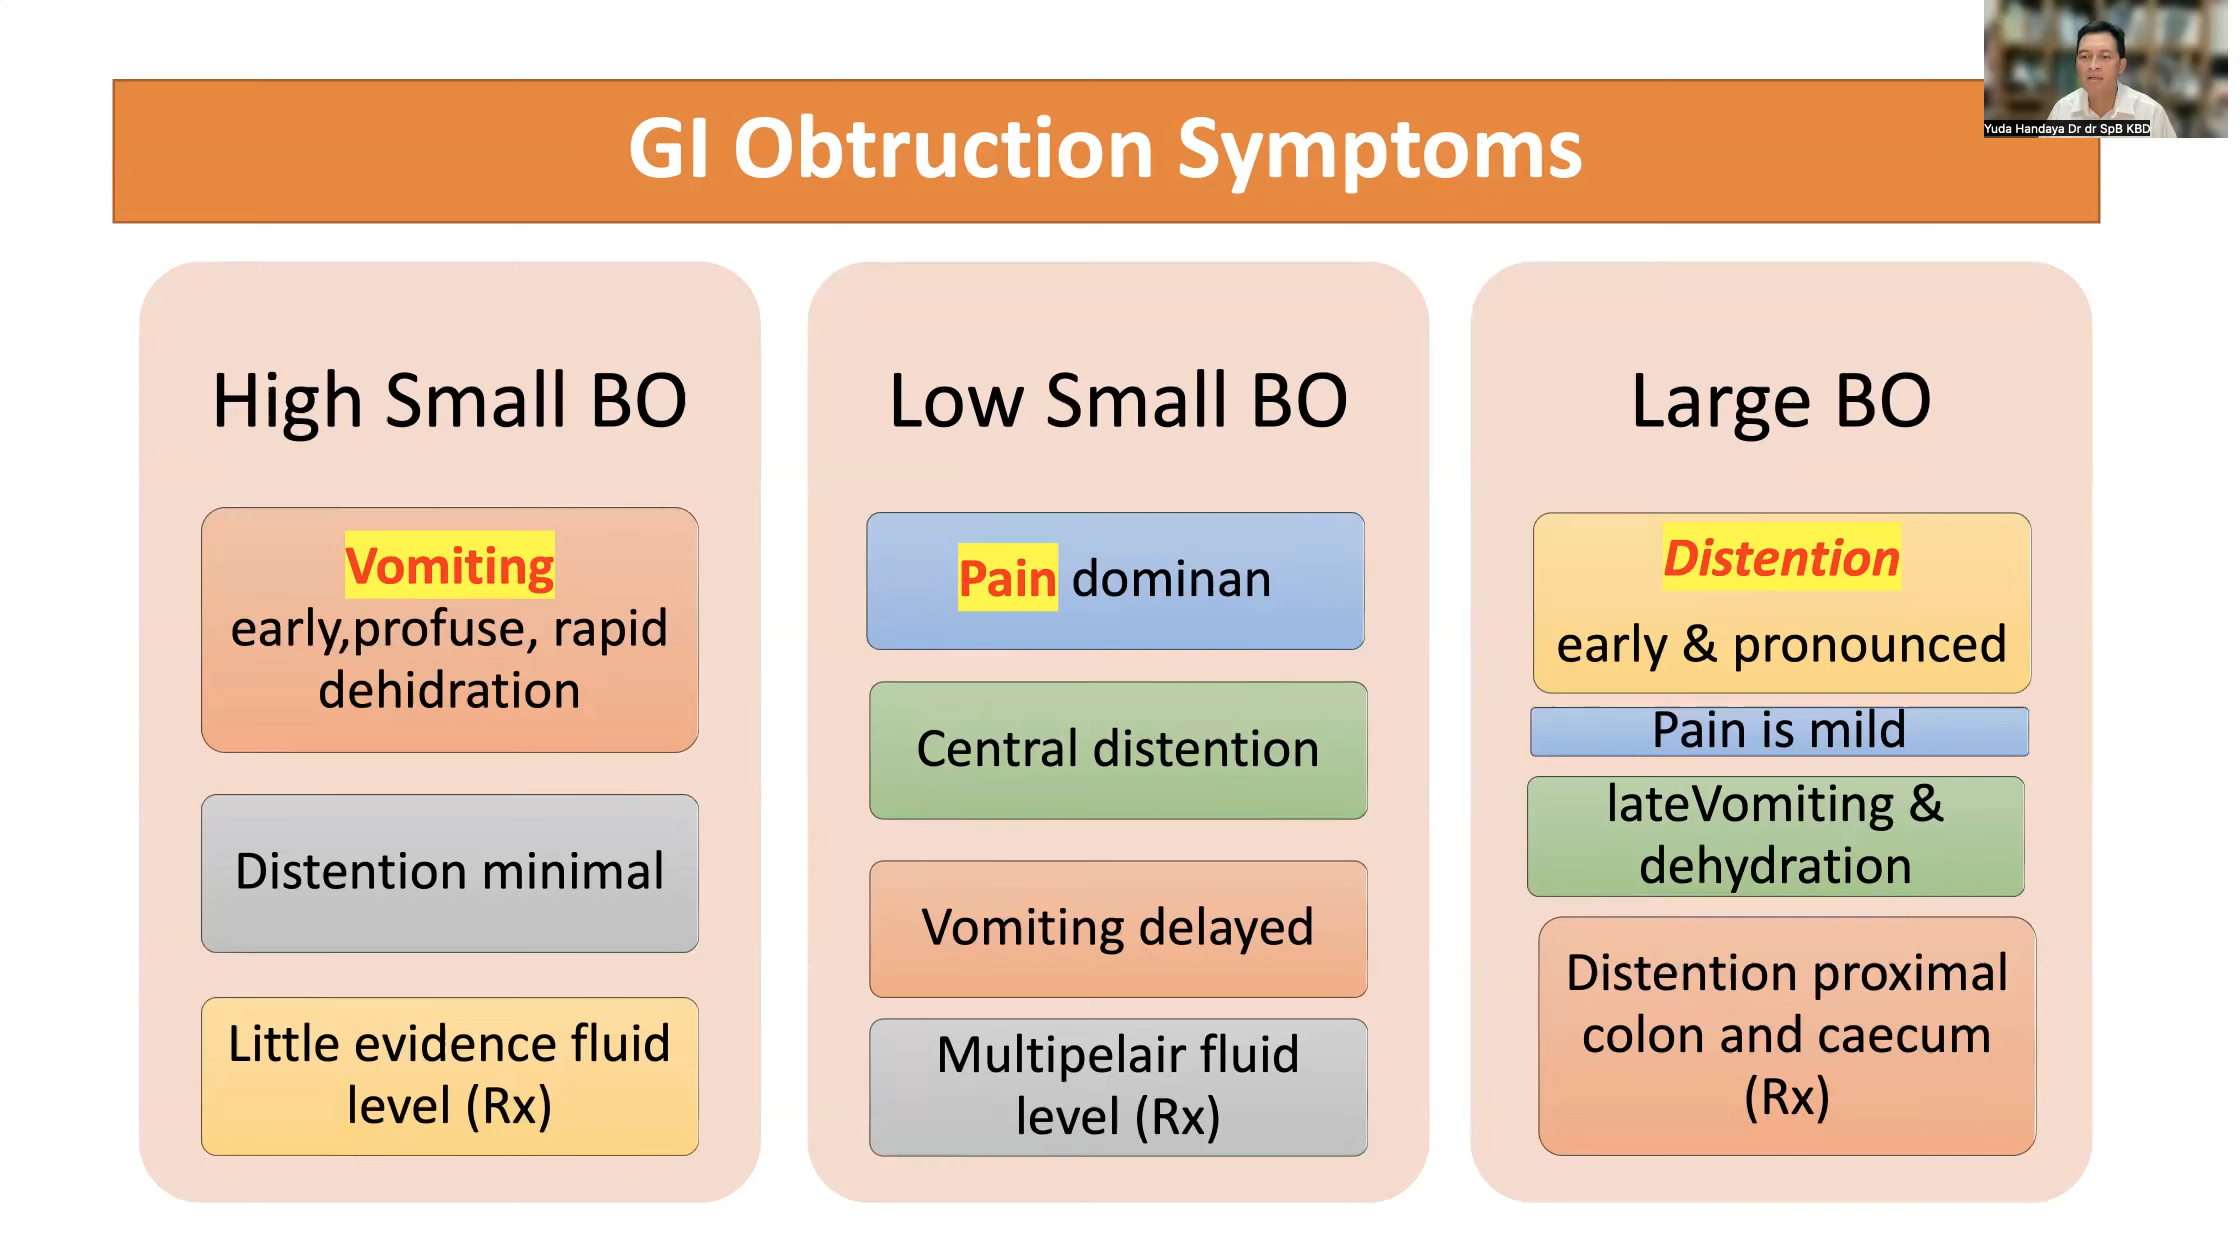 Yuda Handaya Dr dr SpB KBD
GI Obtruction Symptoms
High Small BO
Vomiting
early,profuse, rapid
dehidration
Distention minimal
Little evidence fluid
level (Rx)
Low Small BO
Pain dominan
Central distention
Vomiting delayed
Multipelair fluid
level (Rx)
Large BO
Distention
early & pronounced
Pain is mild
lateVomiting &
dehydration
Distention proximal
colon and caecum
(Rx)